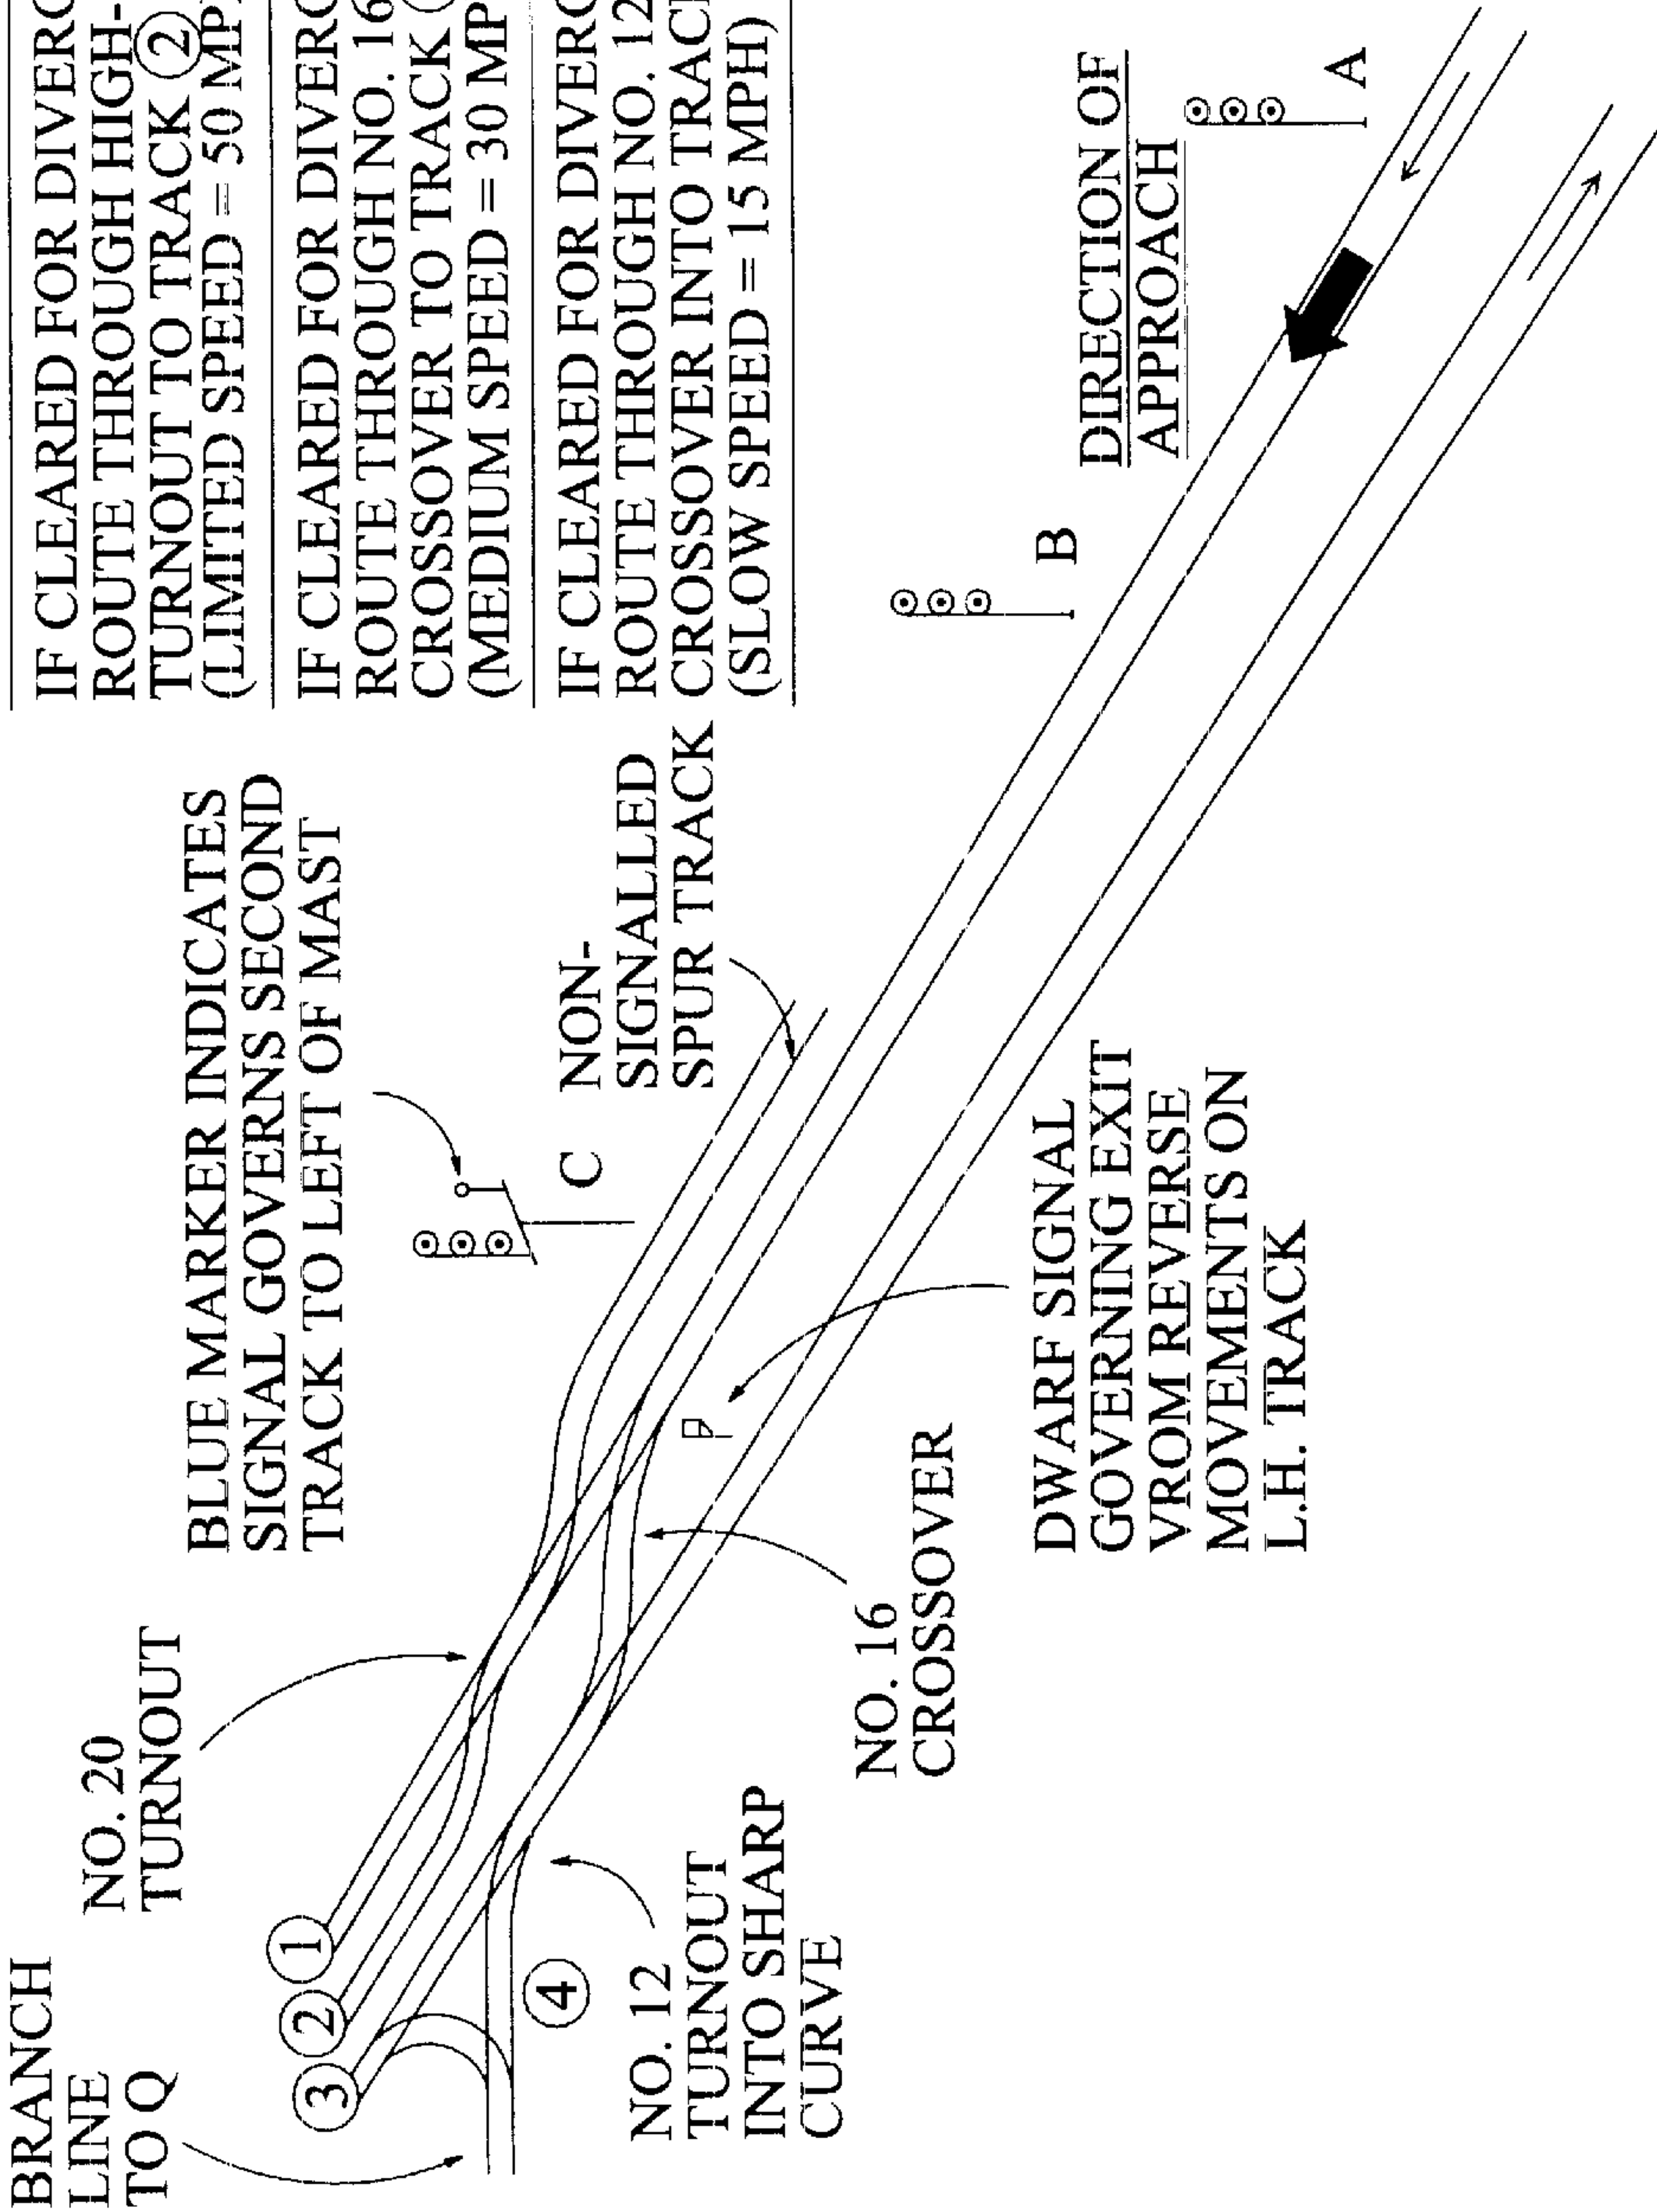 BRANCH
LINE
TO Q
NO. 20
TURNOUT
BLUE MARKER INDICATES
SIGNAL GOVERNS SECOND
TRACK TO LEFT OF MAST
IF CLEARED FOR DIVERG
ROUTE THROUGH HIGH-
TURNOUT TO TRACK 2
(LIMITED SPEED = 50 MP
IF CLEARED FOR DIVERG
ROUTE THROUGH NO. 16
CROSSOVER TO TRACK
(MEDIUM SPEED = 30 MP
IF CLEARED FOR DIVERG
ROUTE THROUGH NO. 12
CROSSOVER INTO TRACK
(SLOW SPEED = 15 MPH)
1
2
3
4
C
NON-
SIGNALLED
SPUR TRACK
NO. 12
TURNOUT
INTO SHARP
CURVE
NO. 16
CROSSOVER
DWARF SIGNAL
GOVERNING EXIT
VROM REVERSE
MOVEMENTS ON
L.H. TRACK
B
DIRECTION OF
APPROACH
A